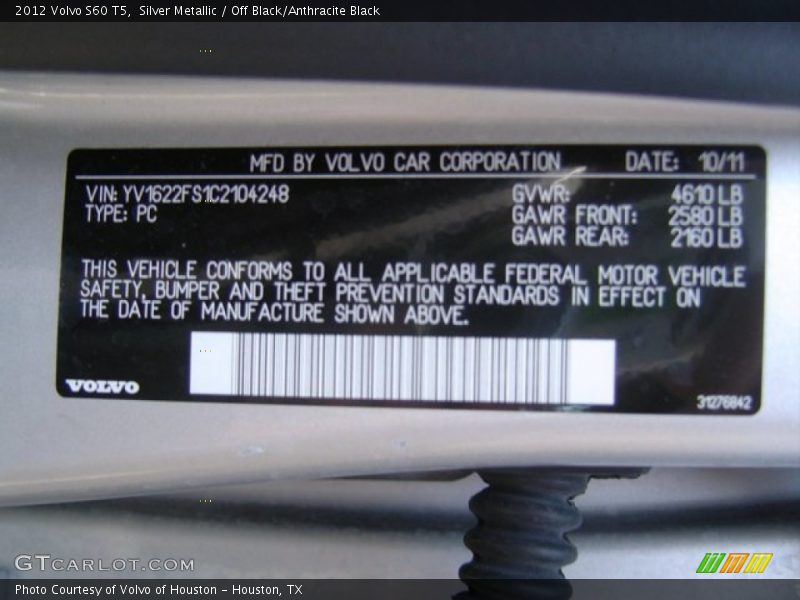 2012 Volvo S60 T5,  Silver Metallic / Off Black/Anthracite Black
MFD BY VOLVO CAR CORPORATION DATE: 10/11
VIN: YV1622FS1C2104248 GVWR: 4610 LB
TYPE: PC GAWR FRONT: 2580 LB
GAWR REAR: 2160 LB
THIS VEHICLE CONFORMS TO ALL APPLICABLE FEDERAL MOTOR VEHICLE
SAFETY, BUMPER AND THEFT PREVENTION STANDARDS IN EFFECT ON
THE DATE OF MANUFACTURE SHOWN ABOVE.
VOLVO
31276842
GTCARLOT.COM
Photo Courtesy of Volvo of Houston - Houston, TX